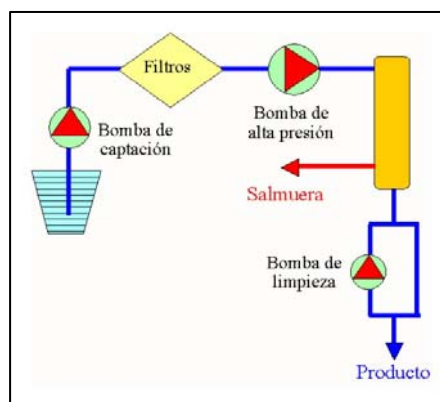 Filtros
Bomba de
captación
Bomba de
alta presión
Salmuera
Bomba de
limpieza
Producto